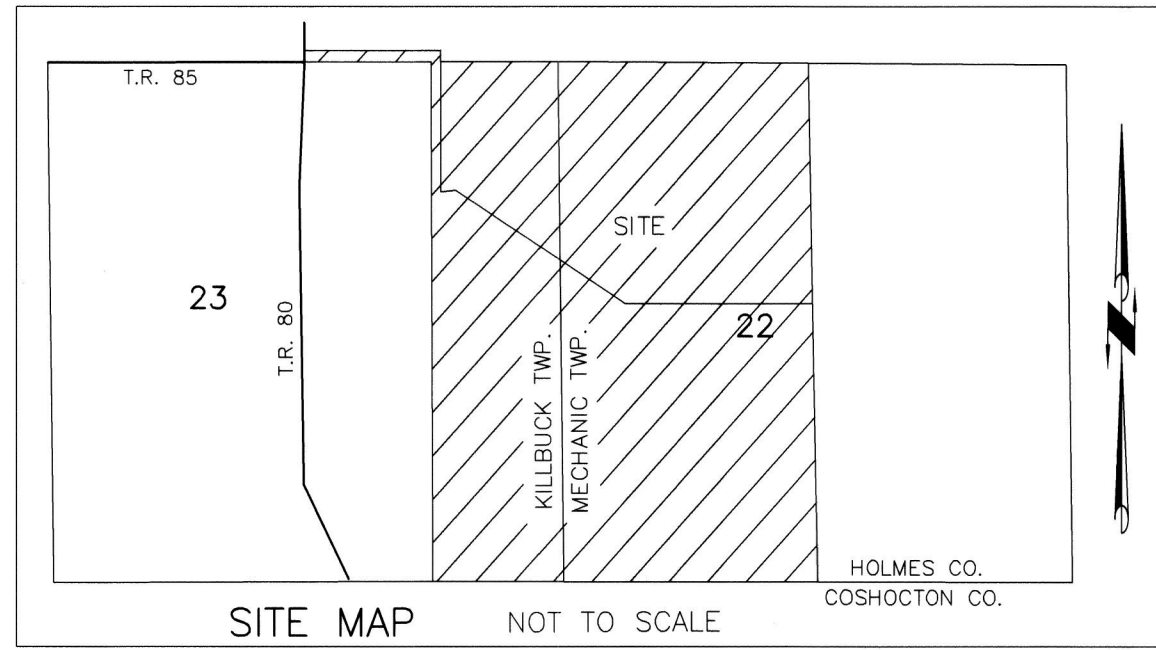 T.R. 85
SITE
23
T.R. 80
22
KILLBUCK TWP.
MECHANIC TWP.
HOLMES CO.
COSHOCTON CO.
SITE MAP NOT TO SCALE